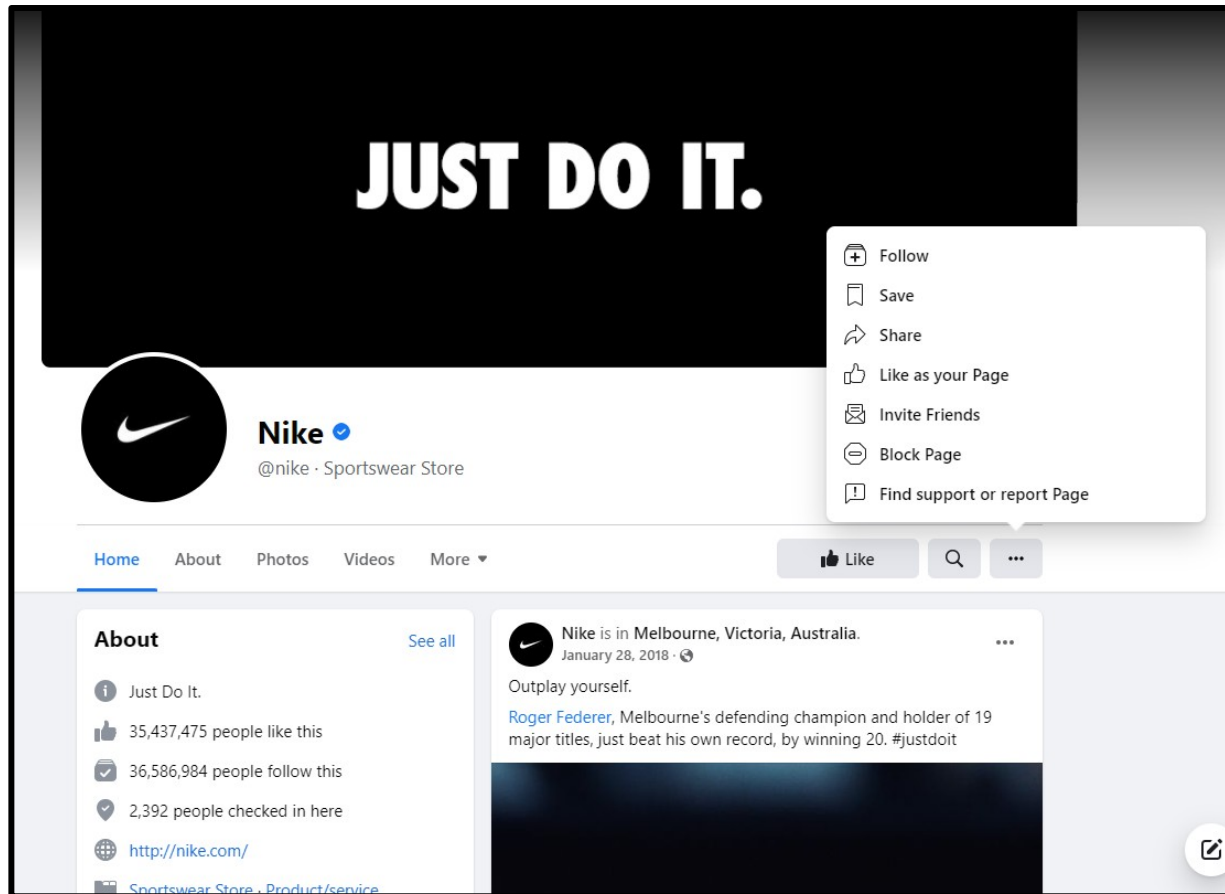 JUST DO IT.
Follow
Save
Share
Like as your Page
Invite Friends
Block Page
Find support or report Page
Nike
@nike · Sportswear Store
Home About Photos Videos More
Like
About See all
Just Do It.
35,437,475 people like this
36,586,984 people follow this
2,392 people checked in here
http://nike.com/
Sportswear Store · Product/service
Nike is in Melbourne, Victoria, Australia.
January 28, 2018 ·
Outplay yourself.
Roger Federer, Melbourne's defending champion and holder of 19
major titles, just beat his own record, by winning 20. #justdoit